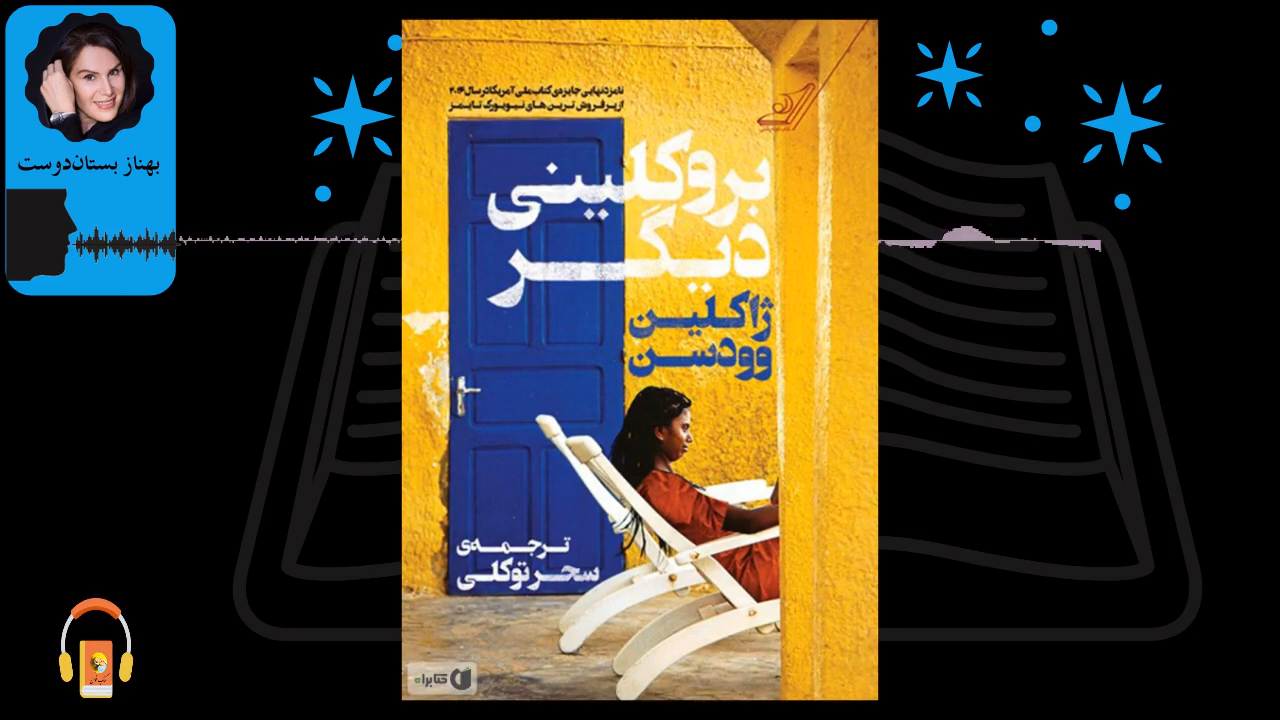 بهناز بستان‌دوست
نامزد نهایی جایزه‌ی کتاب ملی آمریکا در سال ۲۰۱۶
از پرفروش ترین های نیویورک تایمز
بروکلینی
دیگر
ژاکلین
وودسن
ترجمه‌ی
سحر توکلی
کتابراه